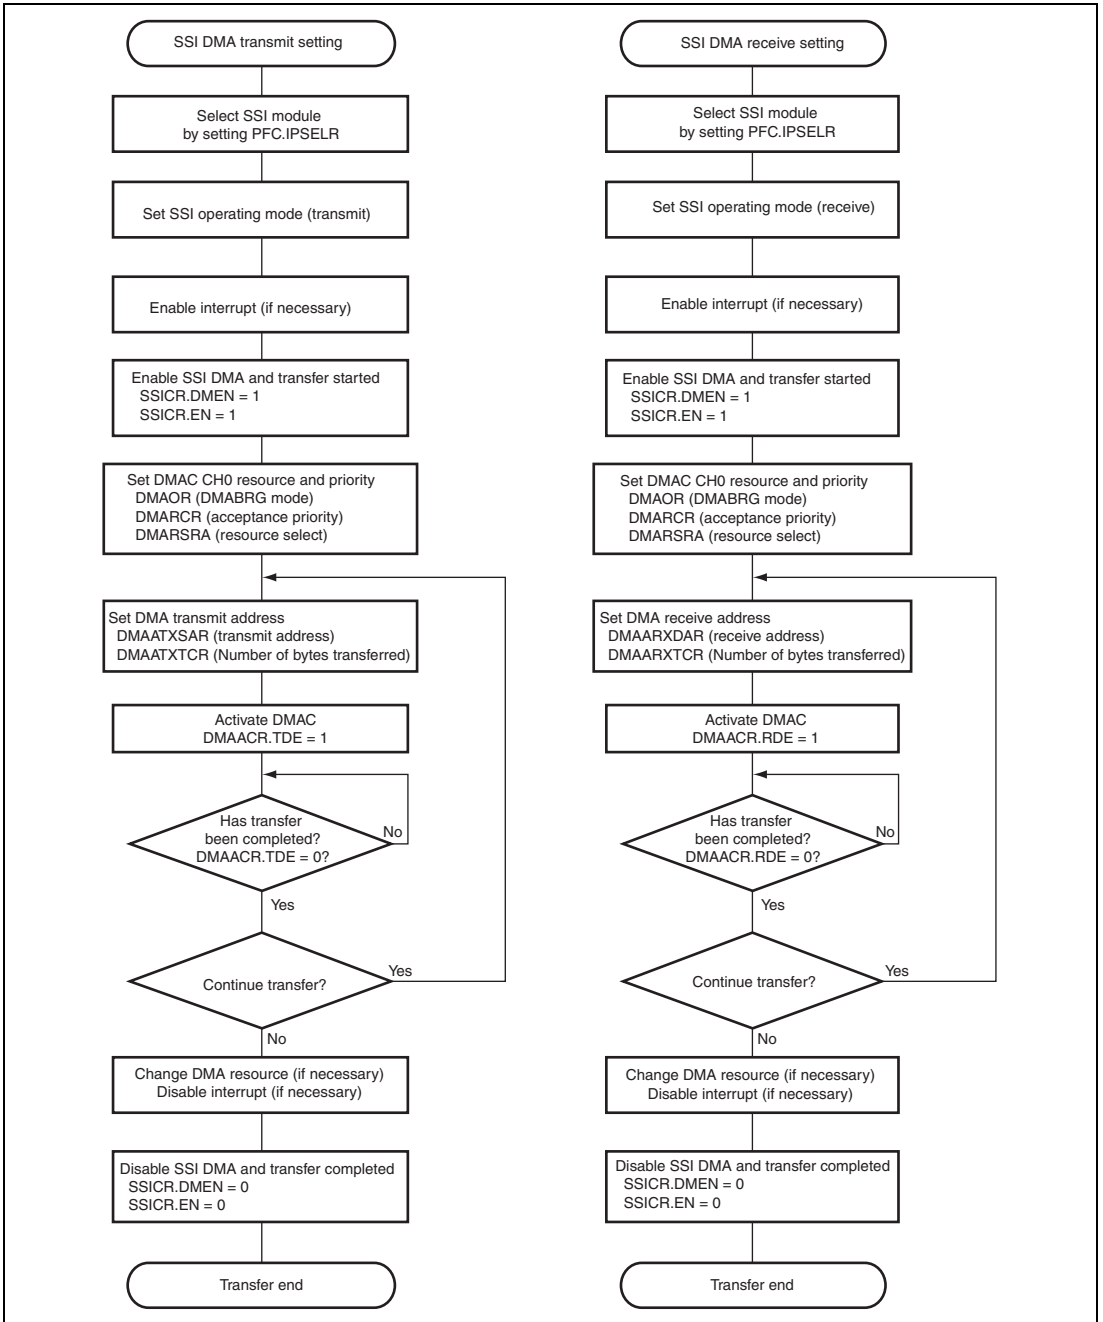 SSI DMA transmit setting
Select SSI module
by setting PFC.IPSELR
Set SSI operating mode (transmit)
Enable interrupt (if necessary)
Enable SSI DMA and transfer started
SSICR.DMEN = 1
SSICR.EN = 1
Set DMAC CH0 resource and priority
DMAOR (DMABRG mode)
DMARCR (acceptance priority)
DMARSRA (resource select)
Set DMA transmit address
DMAATXSAR (transmit address)
DMAATXTCR (Number of bytes transferred)
Activate DMAC
DMAACR.TDE = 1
Has transfer
been completed?
DMAACR.TDE = 0?
No
Yes
Continue transfer?
Yes
No
Change DMA resource (if necessary)
Disable interrupt (if necessary)
Disable SSI DMA and transfer completed
SSICR.DMEN = 0
SSICR.EN = 0
Transfer end
SSI DMA receive setting
Select SSI module
by setting PFC.IPSELR
Set SSI operating mode (receive)
Enable interrupt (if necessary)
Enable SSI DMA and transfer started
SSICR.DMEN = 1
SSICR.EN = 1
Set DMAC CH0 resource and priority
DMAOR (DMABRG mode)
DMARCR (acceptance priority)
DMARSRA (resource select)
Set DMA receive address
DMAARXDAR (receive address)
DMAARXTCR (Number of bytes transferred)
Activate DMAC
DMAACR.RDE = 1
Has transfer
been completed?
DMAACR.RDE = 0?
No
Yes
Continue transfer?
Yes
No
Change DMA resource (if necessary)
Disable interrupt (if necessary)
Disable SSI DMA and transfer completed
SSICR.DMEN = 0
SSICR.EN = 0
Transfer end